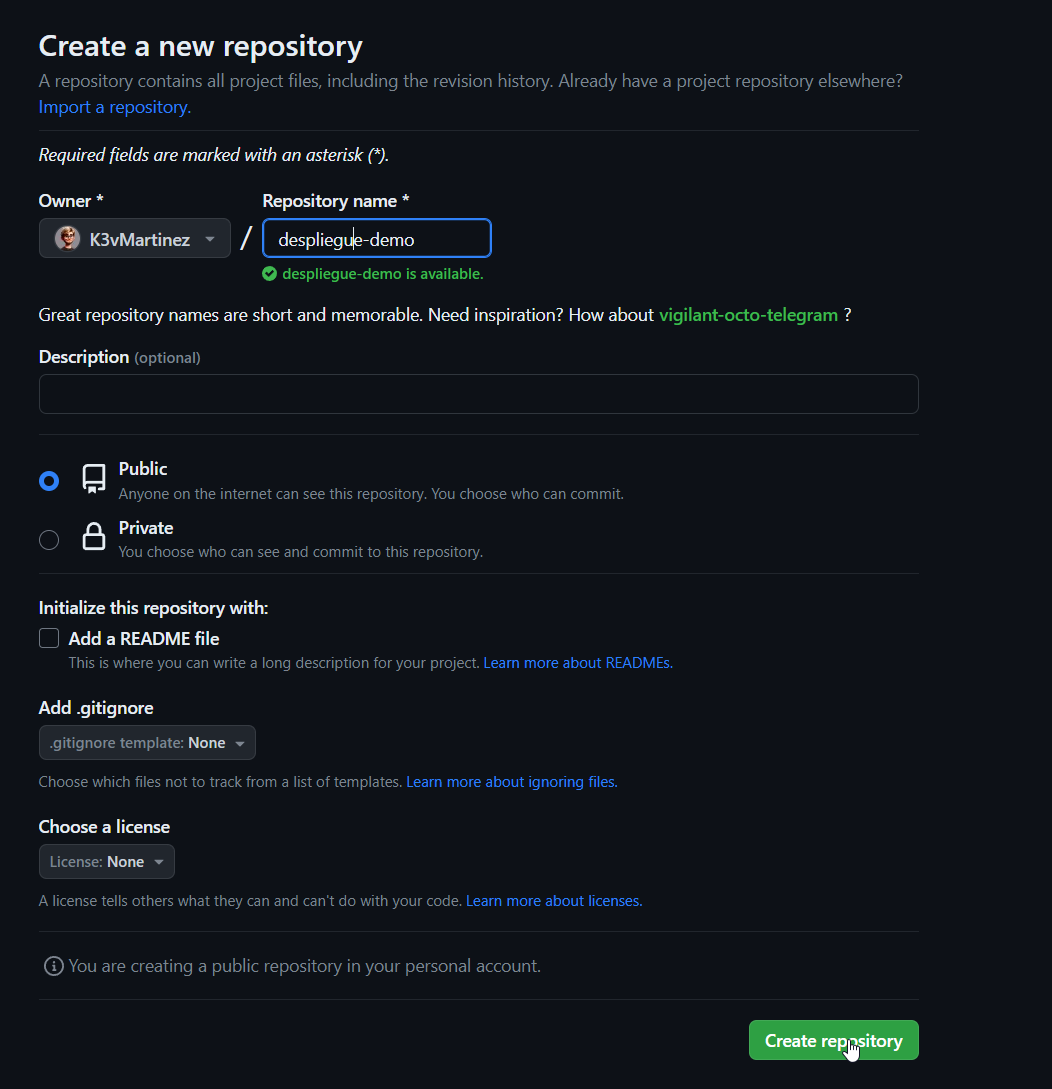 Create a new repository
A repository contains all project files, including the revision history. Already have a project repository elsewhere?
Import a repository.
Required fields are marked with an asterisk (*).
Owner * Repository name *
K3vMartinez / despliegue-demo
despliegue-demo is available.
Great repository names are short and memorable. Need inspiration? How about vigilant-octo-telegram ?
Description (optional)
Public
Anyone on the internet can see this repository. You choose who can commit.
Private
You choose who can see and commit to this repository.
Initialize this repository with:
Add a README file
This is where you can write a long description for your project. Learn more about READMEs.
Add .gitignore
.gitignore template: None
Choose which files not to track from a list of templates. Learn more about ignoring files.
Choose a license
License: None
A license tells others what they can and can't do with your code. Learn more about licenses.
You are creating a public repository in your personal account.
Create repository